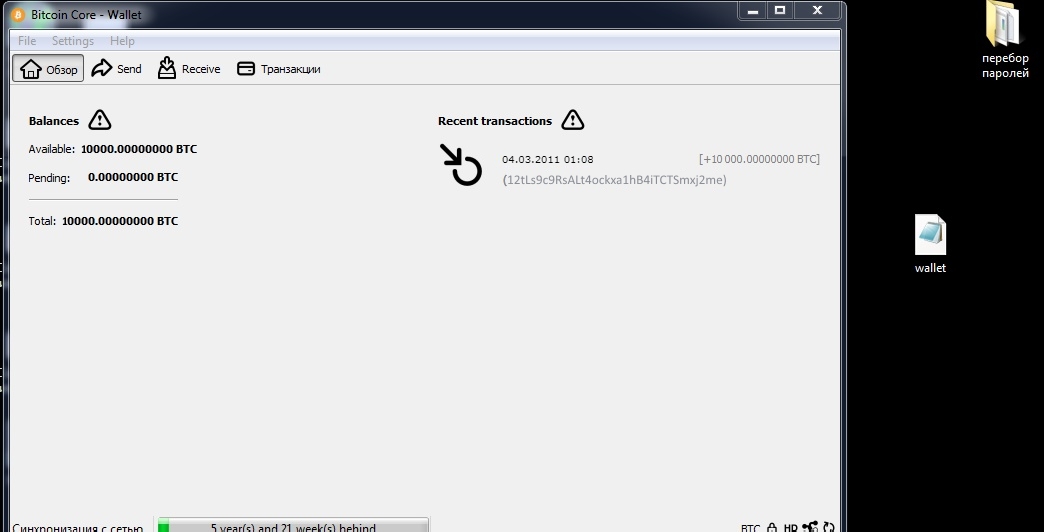 Bitcoin Core - Wallet
File Settings Help
Обзор Send Receive Транзакции
Balances
Available: 10000.00000000 BTC
Pending: 0.00000000 BTC
Total: 10000.00000000 BTC
Recent transactions
04.03.2011 01:08 [+10 000.00000000 BTC]
(12tLs9c9RsALt4ockxa1hB4iTCTSmxj2me)
Синхронизация с сетью 5 year(s) and 21 week(s) behind BTC HD
перебор
паролей
wallet